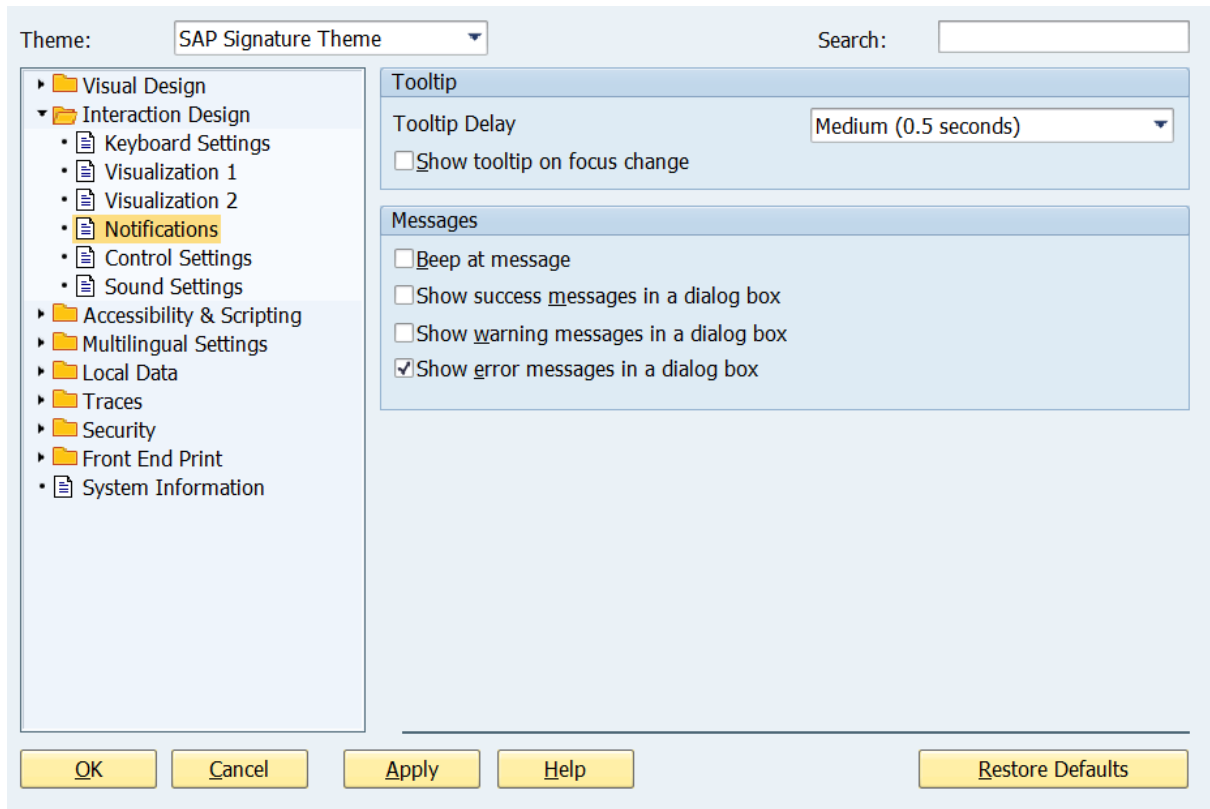 Theme: SAP Signature Theme Search:
Visual Design
Interaction Design
Keyboard Settings
Visualization 1
Visualization 2
Notifications
Control Settings
Sound Settings
Accessibility & Scripting
Multilingual Settings
Local Data
Traces
Security
Front End Print
System Information
Tooltip
Tooltip Delay Medium (0.5 seconds)
Show tooltip on focus change
Messages
Beep at message
Show success messages in a dialog box
Show warning messages in a dialog box
Show error messages in a dialog box
OK Cancel Apply Help Restore Defaults